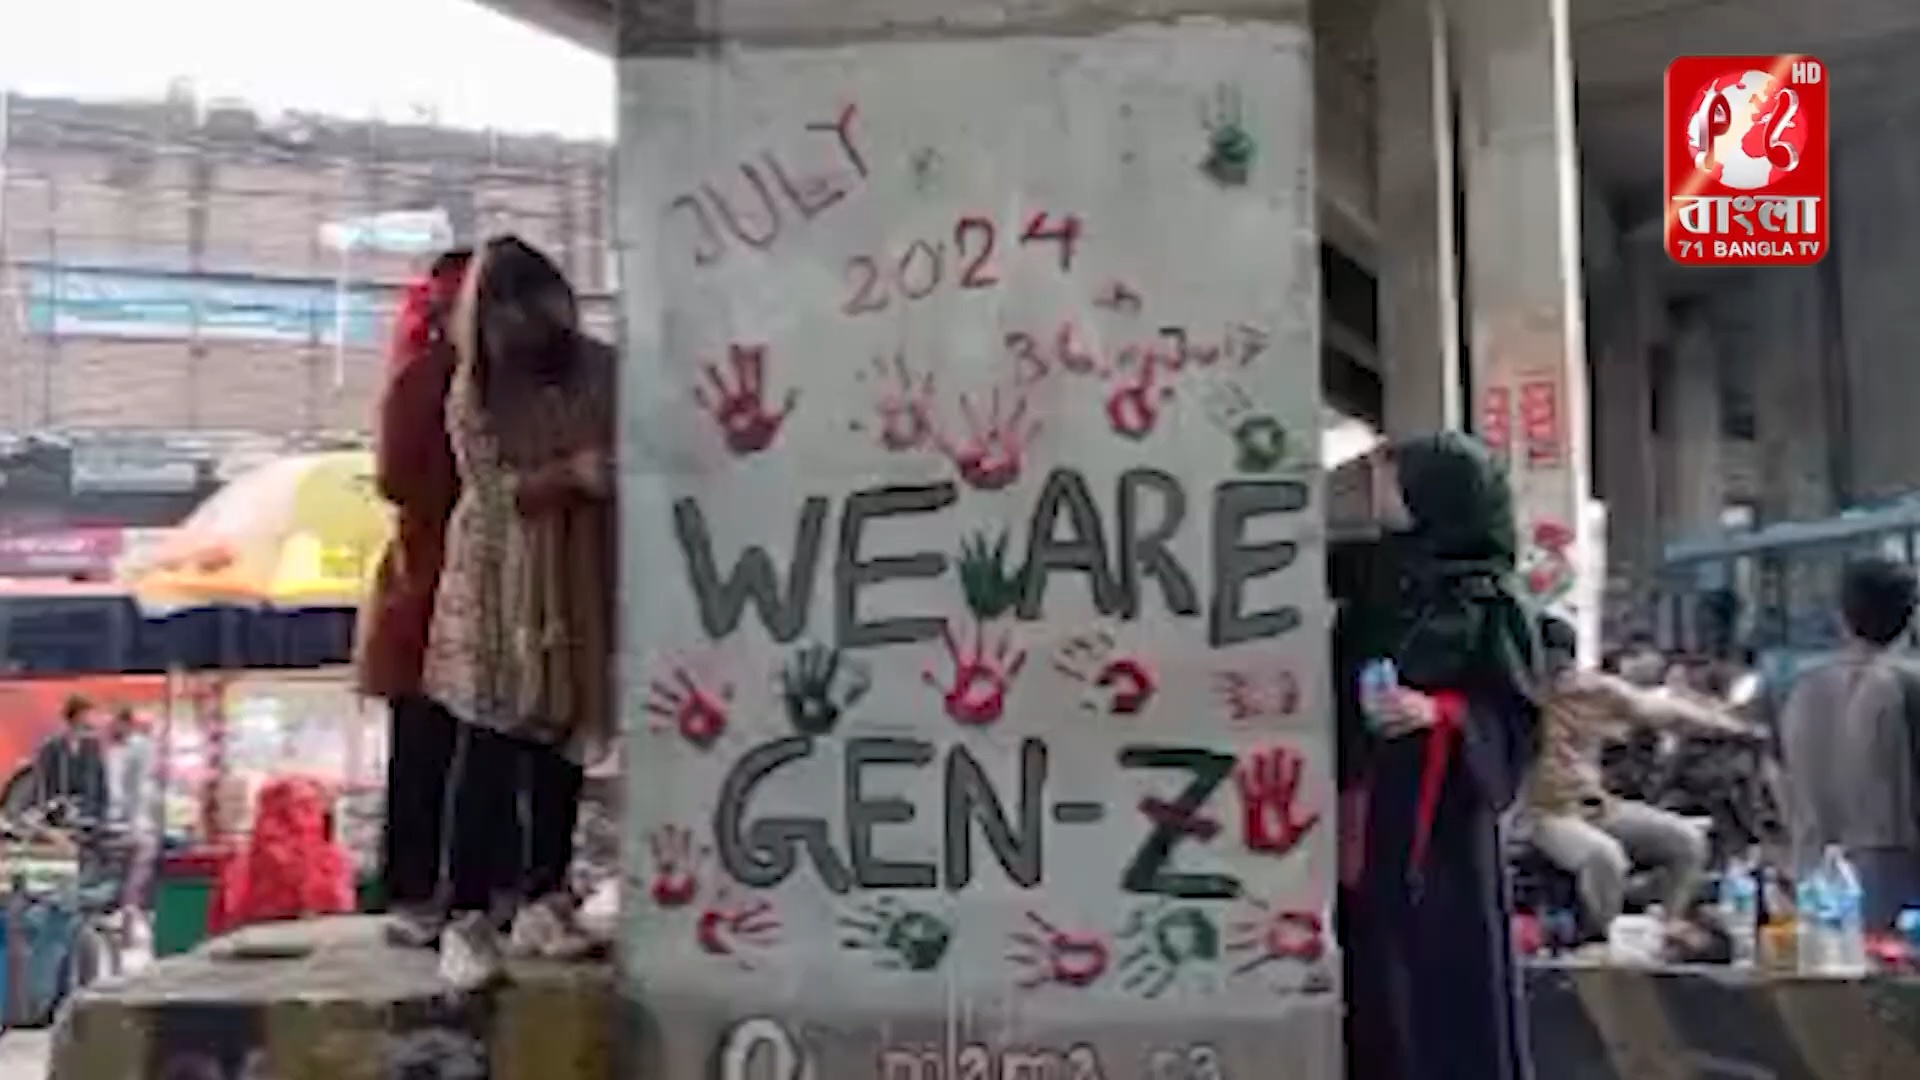 JULY
2024
36 July
WE ARE
GEN-Z
HD
বাংলা
71 BANGLA TV